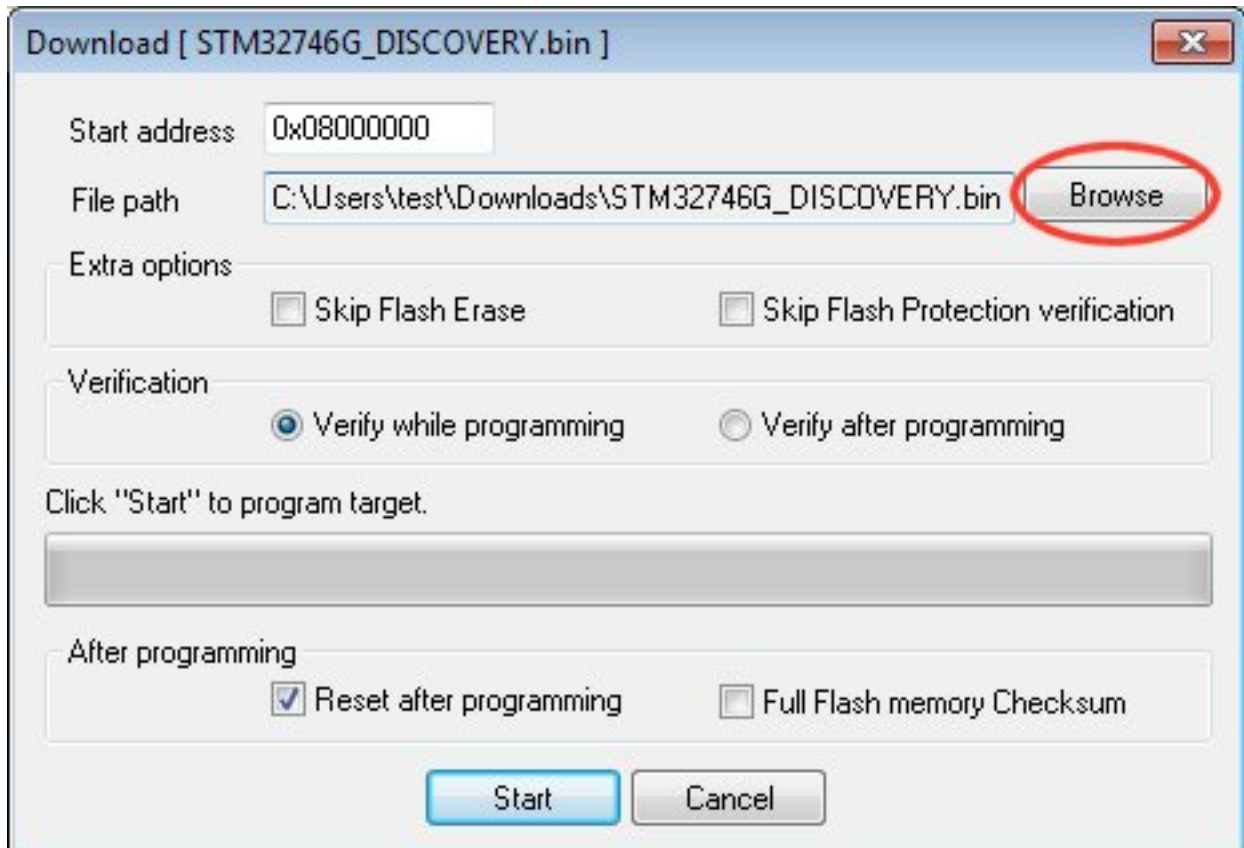 Download [ STM32746G_DISCOVERY.bin ]
Start address 0x08000000
File path C:\Users\test\Downloads\STM32746G_DISCOVERY.bin Browse
Extra options
Skip Flash Erase Skip Flash Protection verification
Verification
Verify while programming Verify after programming
Click "Start" to program target.
After programming
Reset after programming Full Flash memory Checksum
Start Cancel